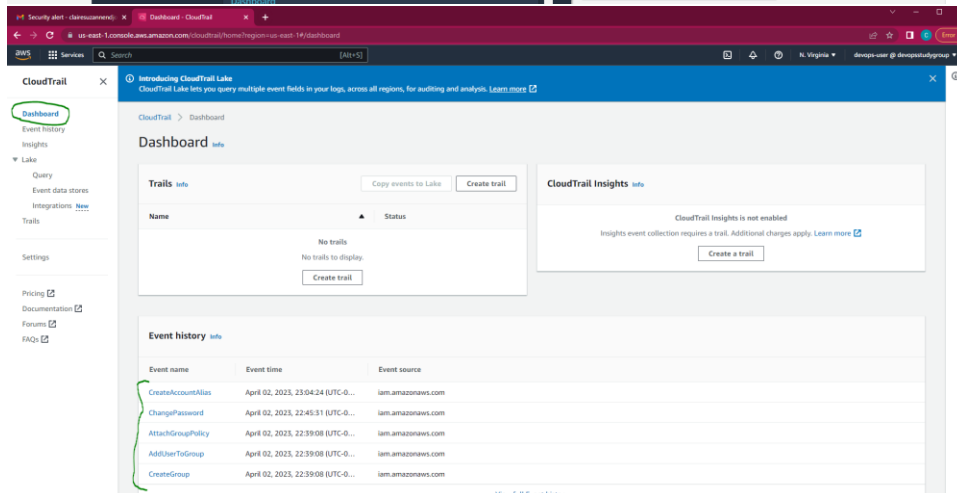 Security alert - clairesuzannendj
Dashboard - CloudTrail
us-east-1.console.aws.amazon.com/cloudtrail/home?region=us-east-1#/dashboard
Error
aws
Services
Search
[Alt+S]
N. Virginia
devops-user @ devopsstudygroup
CloudTrail
Dashboard
Event history
Insights
Lake
Query
Event data stores
Integrations New
Trails
Settings
Pricing
Documentation
Forums
FAQs
Introducing CloudTrail Lake
CloudTrail Lake lets you query multiple event fields in your logs, across all regions, for auditing and analysis. Learn more
CloudTrail > Dashboard
Dashboard Info
Trails Info
Copy events to Lake
Create trail
Name
Status
No trails
No trails to display.
Create trail
CloudTrail Insights Info
CloudTrail Insights is not enabled
Insights event collection requires a trail. Additional charges apply. Learn more
Create a trail
Event history Info
Event name Event time Event source
CreateAccountAlias April 02, 2023, 23:04:24 (UTC-0... iam.amazonaws.com
ChangePassword April 02, 2023, 22:45:31 (UTC-0... iam.amazonaws.com
AttachGroupPolicy April 02, 2023, 22:39:08 (UTC-0... iam.amazonaws.com
AddUserToGroup April 02, 2023, 22:39:08 (UTC-0... iam.amazonaws.com
CreateGroup April 02, 2023, 22:39:08 (UTC-0... iam.amazonaws.com